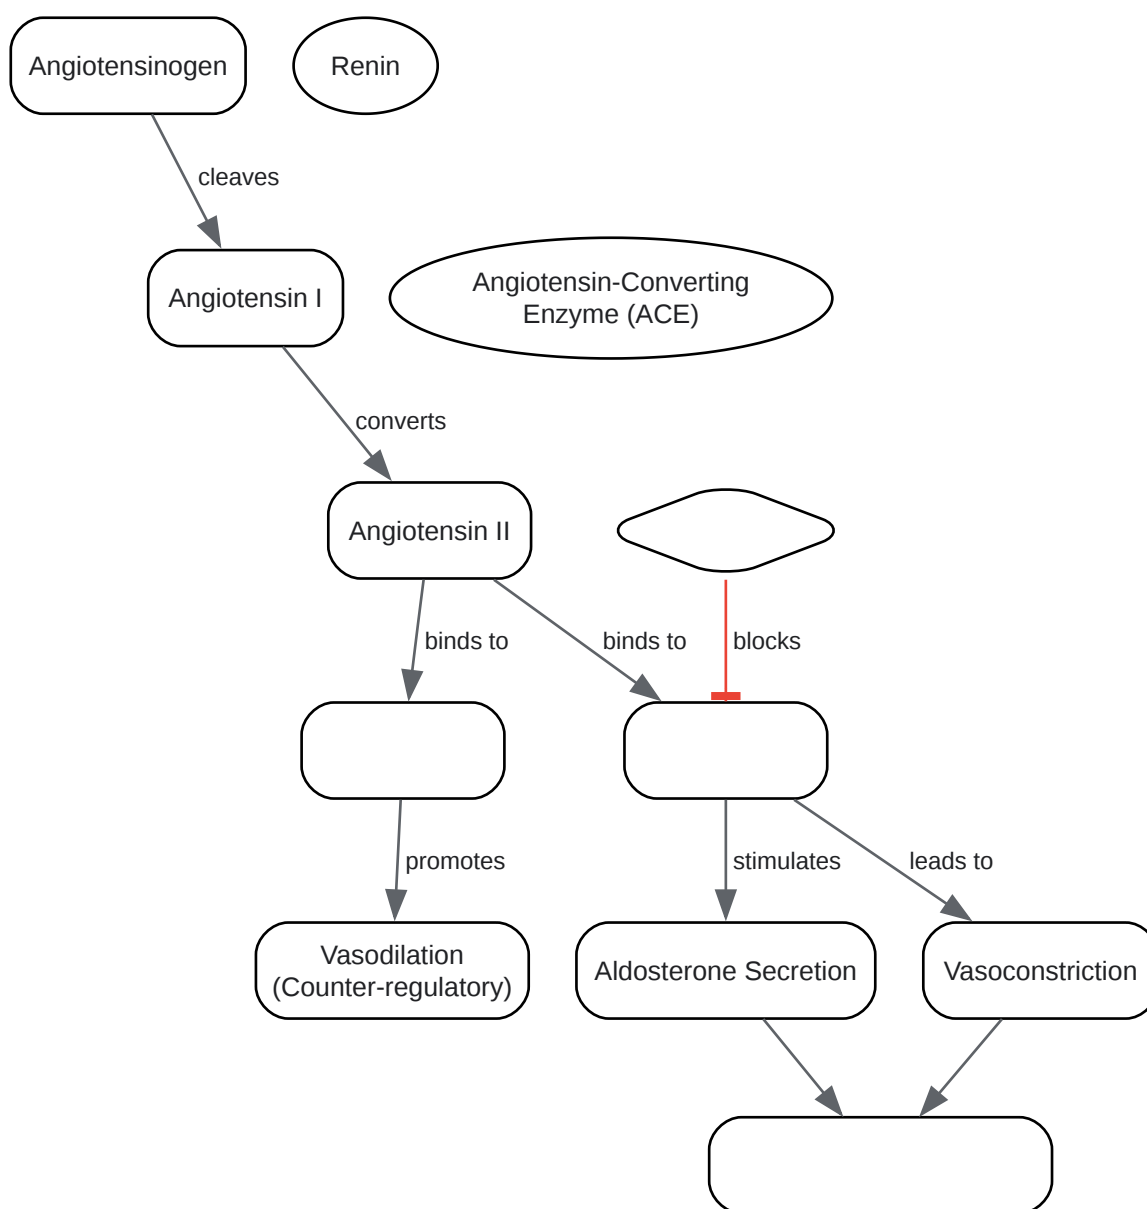 Angiotensinogen
Renin
cleaves
Angiotensin I
Angiotensin-Converting
Enzyme (ACE)
converts
Angiotensin II
binds to
binds to
blocks
promotes
stimulates
leads to
Vasodilation
(Counter-regulatory)
Aldosterone Secretion
Vasoconstriction